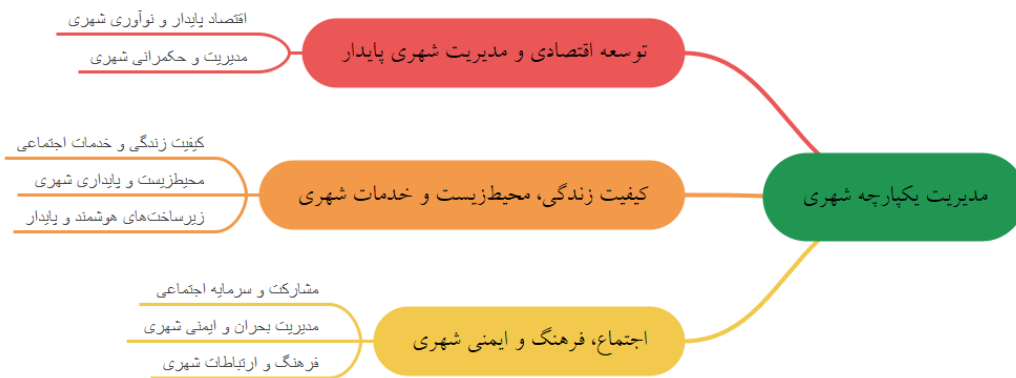 مدیریت یکپارچه شهری
توسعه اقتصادی و مدیریت شهری پایدار
اقتصاد پایدار و نوآوری شهری
مدیریت و حکمرانی شهری
کیفیت زندگی، محیط‌زیست و خدمات شهری
کیفیت زندگی و خدمات اجتماعی
محیطزیست و پایداری شهری
زیرساخت‌های هوشمند و پایدار
اجتماع، فرهنگ و ایمنی شهری
مشارکت و سرمایه اجتماعی
مدیریت بحران و ایمنی شهری
فرهنگ و ارتباطات شهری